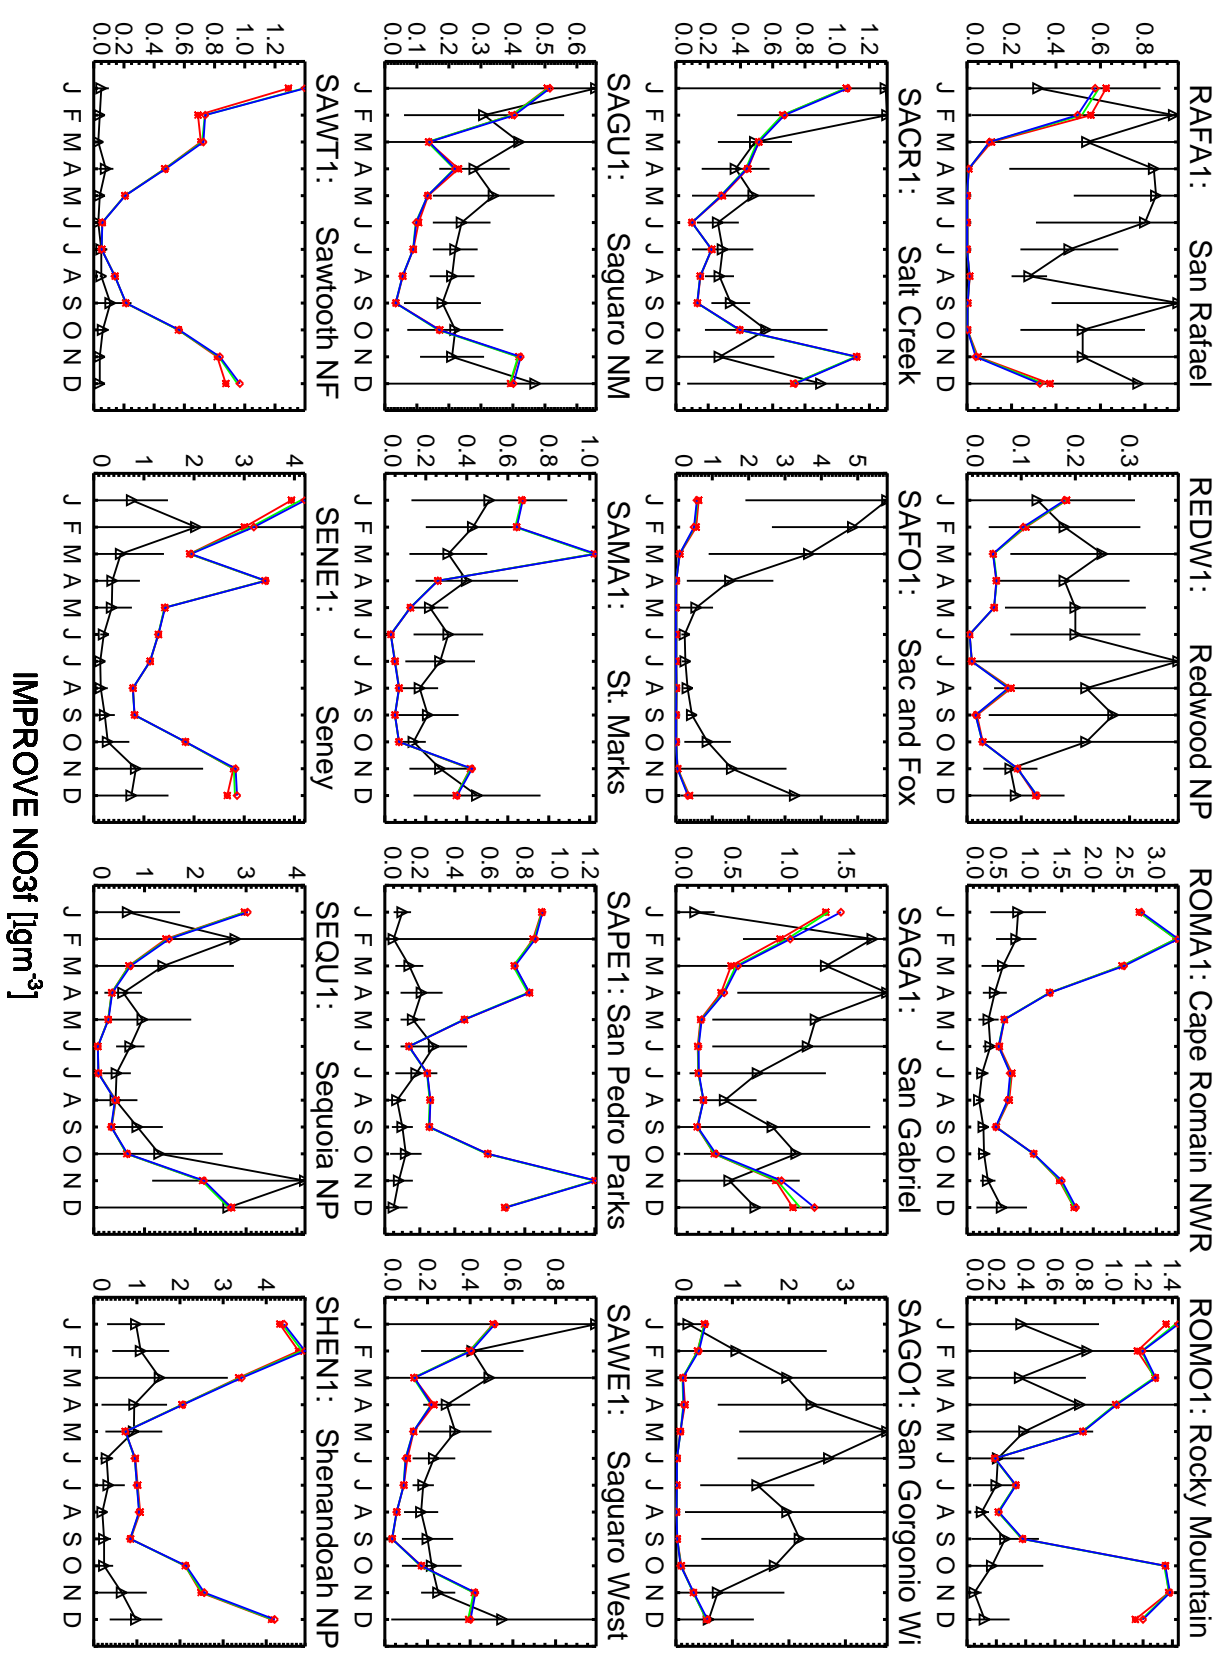 RAFA1: San Rafael
0.8
0.6
0.4
0.2
0.0
J F M A M J J A S O N D
REDW1: Redwood NP
0.3
0.2
0.1
0.0
J F M A M J J A S O N D
ROMA1: Cape Romain NWR
3.0
2.5
2.0
1.5
1.0
0.5
0.0
J F M A M J J A S O N D
ROMO1: Rocky Mountain
1.4
1.2
1.0
0.8
0.6
0.4
0.2
0.0
J F M A M J J A S O N D
SACR1: Salt Creek
1.2
1.0
0.8
0.6
0.4
0.2
0.0
J F M A M J J A S O N D
SAFO1: Sac and Fox
5
4
3
2
1
0
J F M A M J J A S O N D
SAGA1: San Gabriel
1.5
1.0
0.5
0.0
J F M A M J J A S O N D
SAGO1: San Gorgonio Wi
3
2
1
0
J F M A M J J A S O N D
SAGU1: Saguaro NM
0.6
0.5
0.4
0.3
0.2
0.1
0.0
J F M A M J J A S O N D
SAMA1: St. Marks
1.0
0.8
0.6
0.4
0.2
0.0
J F M A M J J A S O N D
SAPE1: San Pedro Parks
1.2
1.0
0.8
0.6
0.4
0.2
0.0
J F M A M J J A S O N D
SAWE1: Saguaro West
0.8
0.6
0.4
0.2
0.0
J F M A M J J A S O N D
SAWT1: Sawtooth NF
1.2
1.0
0.8
0.6
0.4
0.2
0.0
J F M A M J J A S O N D
SENE1: Seney
4
3
2
1
0
J F M A M J J A S O N D
SEQU1: Sequoia NP
4
3
2
1
0
J F M A M J J A S O N D
SHEN1: Shenandoah NP
4
3
2
1
0
J F M A M J J A S O N D
IMPROVE NO3f [1gm-3]